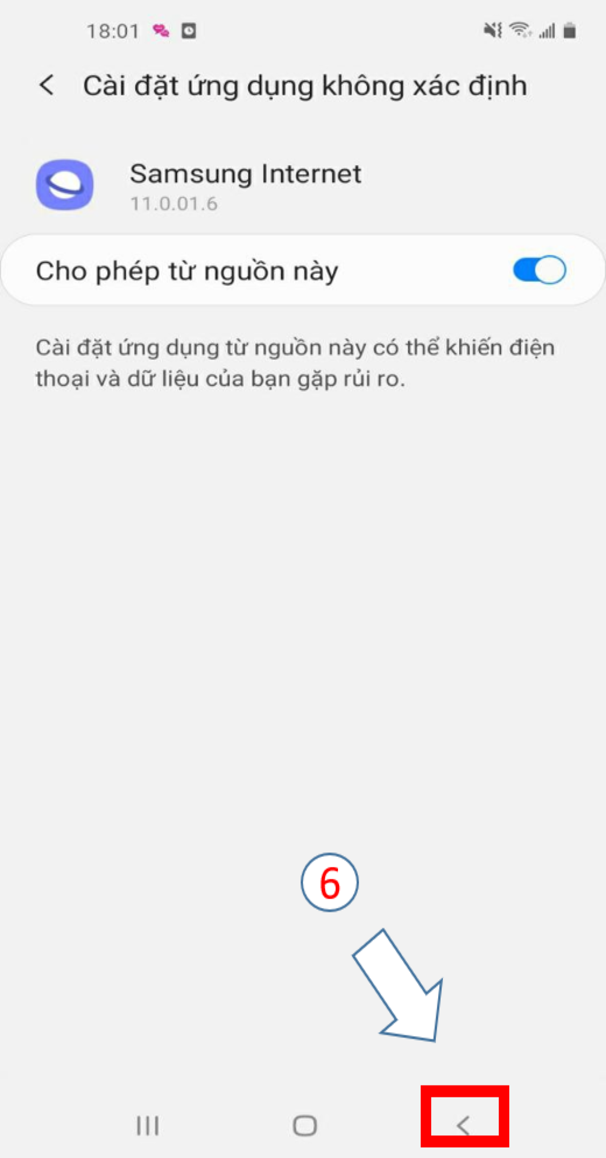 18:01
Cài đặt ứng dụng không xác định
Samsung Internet
11.0.01.6
Cho phép từ nguồn này
Cài đặt ứng dụng từ nguồn này có thể khiến điện
thoại và dữ liệu của bạn gặp rủi ro.
6